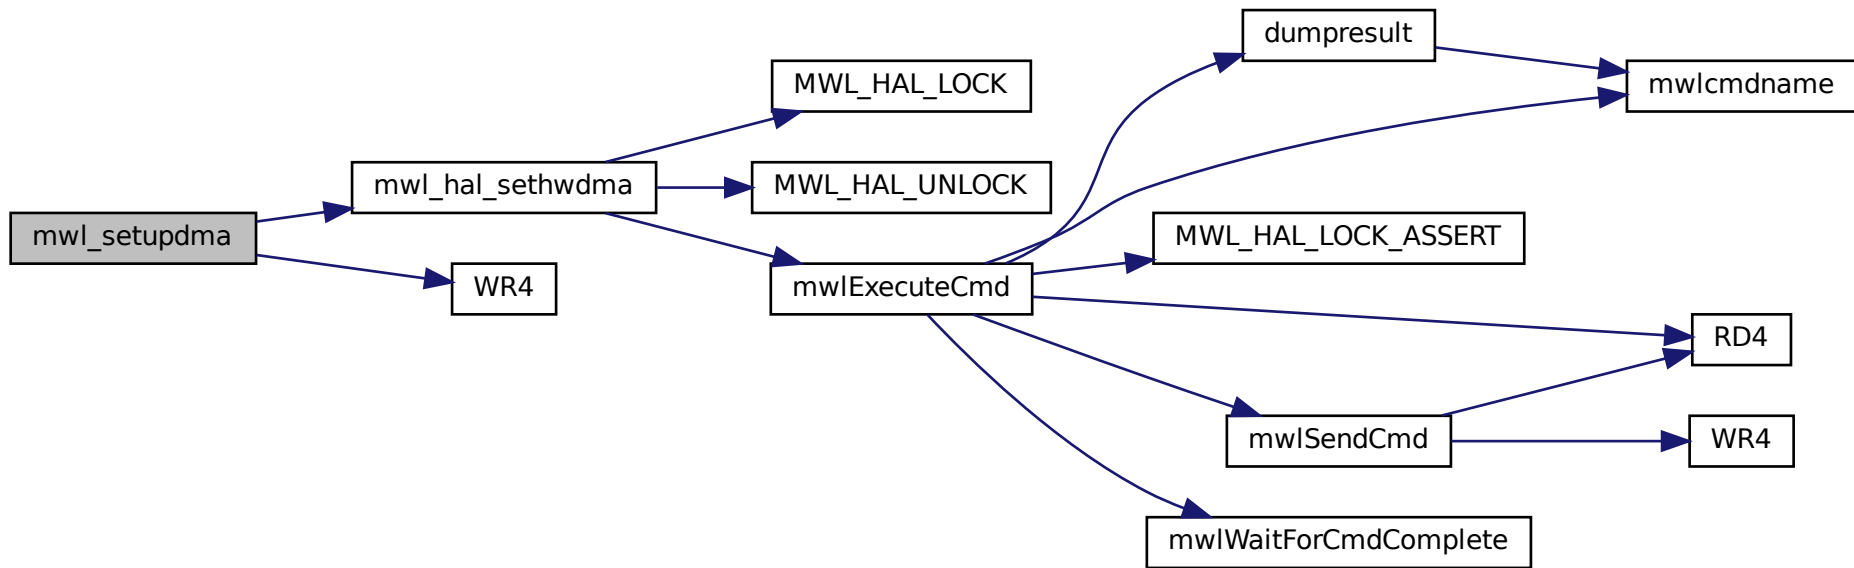 mwl_setupdma
mwl_hal_sethwdma
WR4
MWL_HAL_LOCK
MWL_HAL_UNLOCK
mwlExecuteCmd
dumpresult
mwlcmdname
MWL_HAL_LOCK_ASSERT
RD4
mwlSendCmd
WR4
mwlWaitForCmdComplete